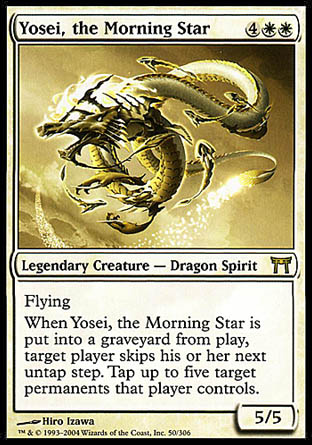 Yosei, the Morning Star 4
Legendary Creature — Dragon Spirit
Flying
When Yosei, the Morning Star is
put into a graveyard from play,
target player skips his or her next
untap step. Tap up to five target
permanents that player controls.
Hiro Izawa
™ & © 1993–2004 Wizards of the Coast, Inc. 50/306
5/5